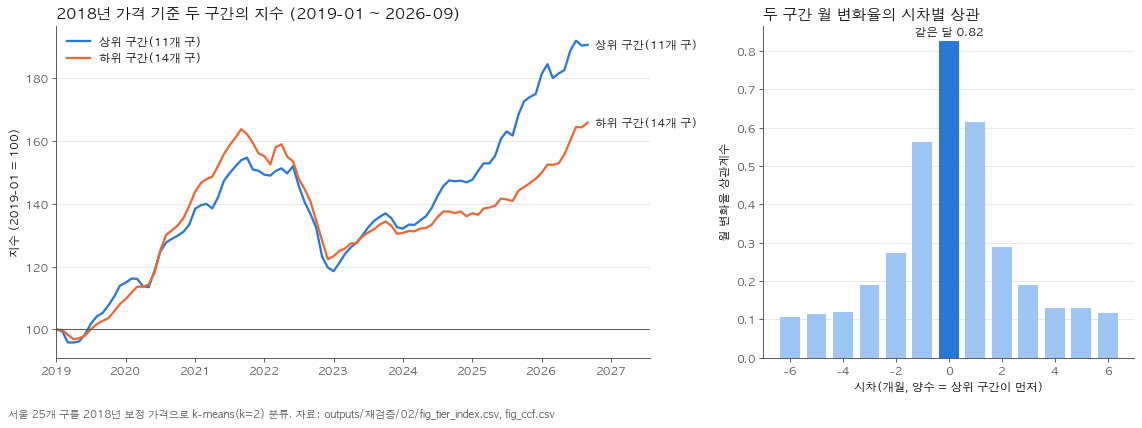 2018년 가격 기준 두 구간의 지수 (2019-01 ~ 2026-09)
상위 구간(11개 구)
하위 구간(14개 구)
상위 구간(11개 구)
하위 구간(14개 구)
지수 (2019-01 = 100)
180
160
140
120
100
2019
2020
2021
2022
2023
2024
2025
2026
2027
두 구간 월 변화율의 시차별 상관
같은 달 0.82
월 변화율 상관계수
0.8
0.7
0.6
0.5
0.4
0.3
0.2
0.1
0.0
-6
-4
-2
0
2
4
6
시차(개월, 양수 = 상위 구간이 먼저)
서울 25개 구를 2018년 보정 가격으로 k-means(k=2) 분류. 자료: outputs/재검증/02/fig_tier_index.csv, fig_ccf.csv